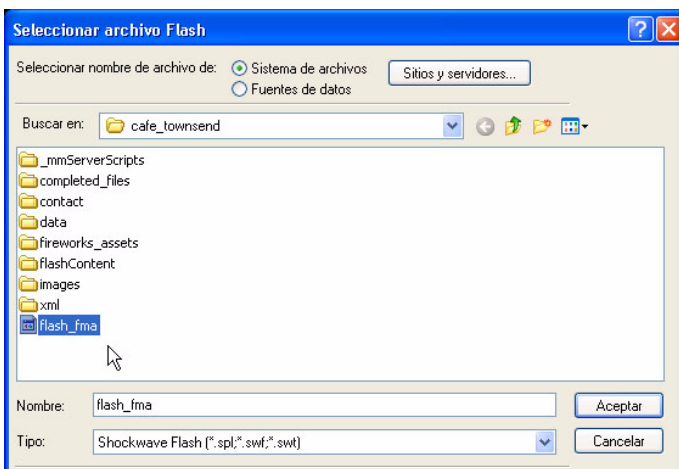 Seleccionar archivo Flash
Seleccionar nombre de archivo de: Sistema de archivos Sitios y servidores...
Fuentes de datos
Buscar en: cafe_townsend
_mmServerScripts
completed_files
contact
data
fireworks_assets
flashContent
images
xml
flash_fma
Nombre: flash_fma Aceptar
Tipo: Shockwave Flash (*.spl;*.swf;*.swt) Cancelar